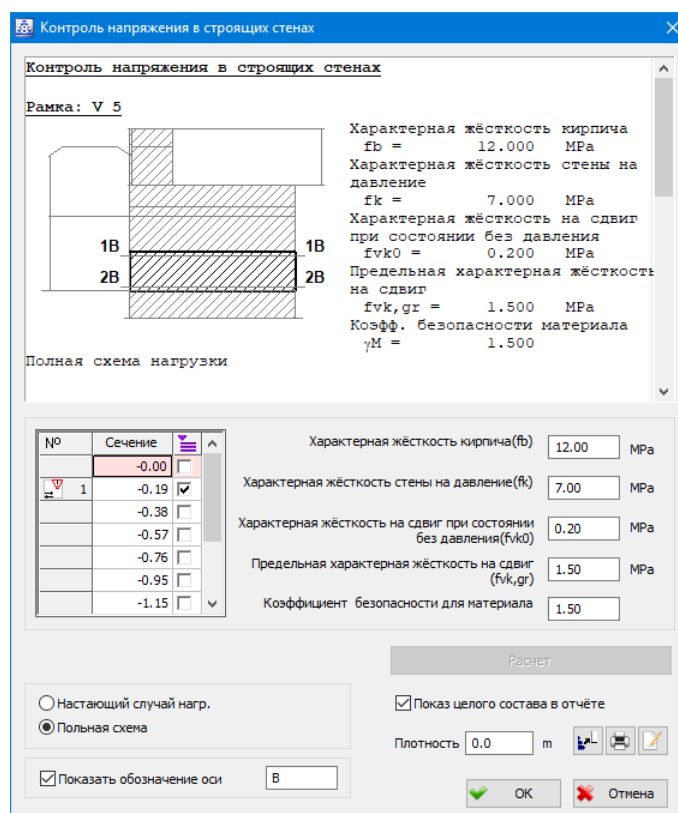 Контроль напряжения в строящих стенах
Контроль напряжения в строящих стенах
Рамка: V 5
Характерная жёсткость кирпича
fb = 12.000 MPa
Характерная жёсткость стены на
давление
fk = 7.000 MPa
Характерная жёсткость на сдвиг
при состоянии без давления
fvk0 = 0.200 MPa
Предельная характерная жёсткость
на сдвиг
fvk,gr = 1.500 MPa
Коэфф. безопасности материала
γM = 1.500
1B 1B
2B 2B
Полная схема нагрузки
Nº Сечение
-0.00
1 -0.19
-0.38
-0.57
-0.76
-0.95
-1.15
Характерная жёсткость кирпича(fb) 12.00 MPa
Характерная жёсткость стены на давление(fk) 7.00 MPa
Характерная жёсткость на сдвиг при состоянии
без давления(fvk0) 0.20 MPa
Предельная характерная жёсткость на сдвиг
(fvk,gr) 1.50 MPa
Коэффициент безопасности для материала 1.50
Расчет
Настающий случай нагр.
Польная схема
Показать обозначение оси B
Показ целого состава в отчёте
Плотность 0.0 m
OK Отмена